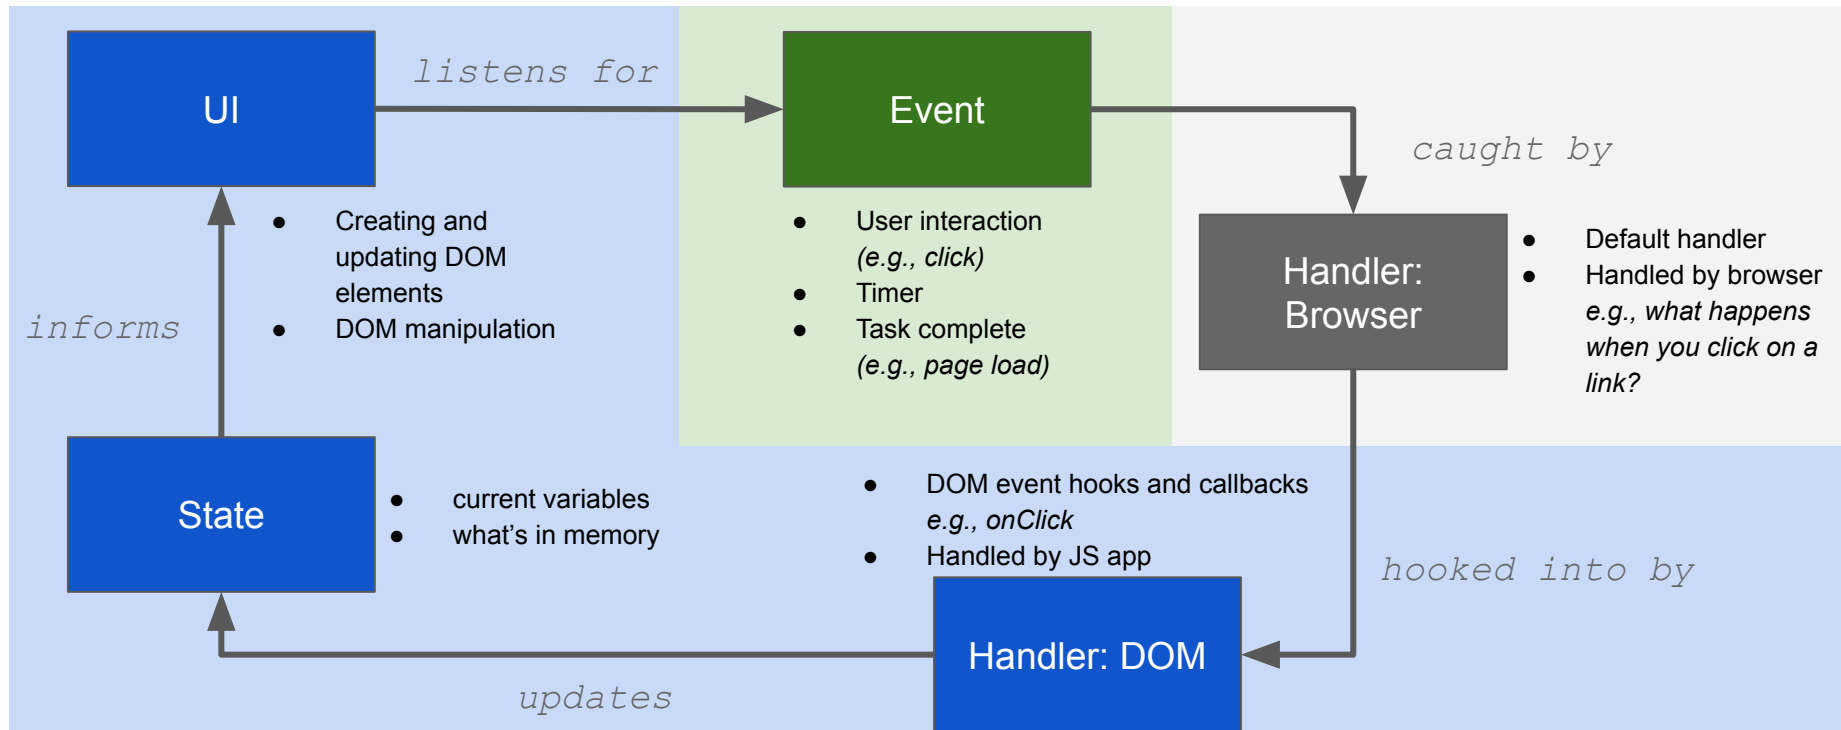 UI
listens for
Event
caught by
● Creating and
updating DOM
elements
● DOM manipulation
● User interaction
(e.g., click)
● Timer
● Task complete
(e.g., page load)
Handler:
Browser
● Default handler
● Handled by browser
e.g., what happens
when you click on a
link?
informs
State
● current variables
● what’s in memory
● DOM event hooks and callbacks
e.g., onClick
● Handled by JS app
hooked into by
Handler: DOM
updates